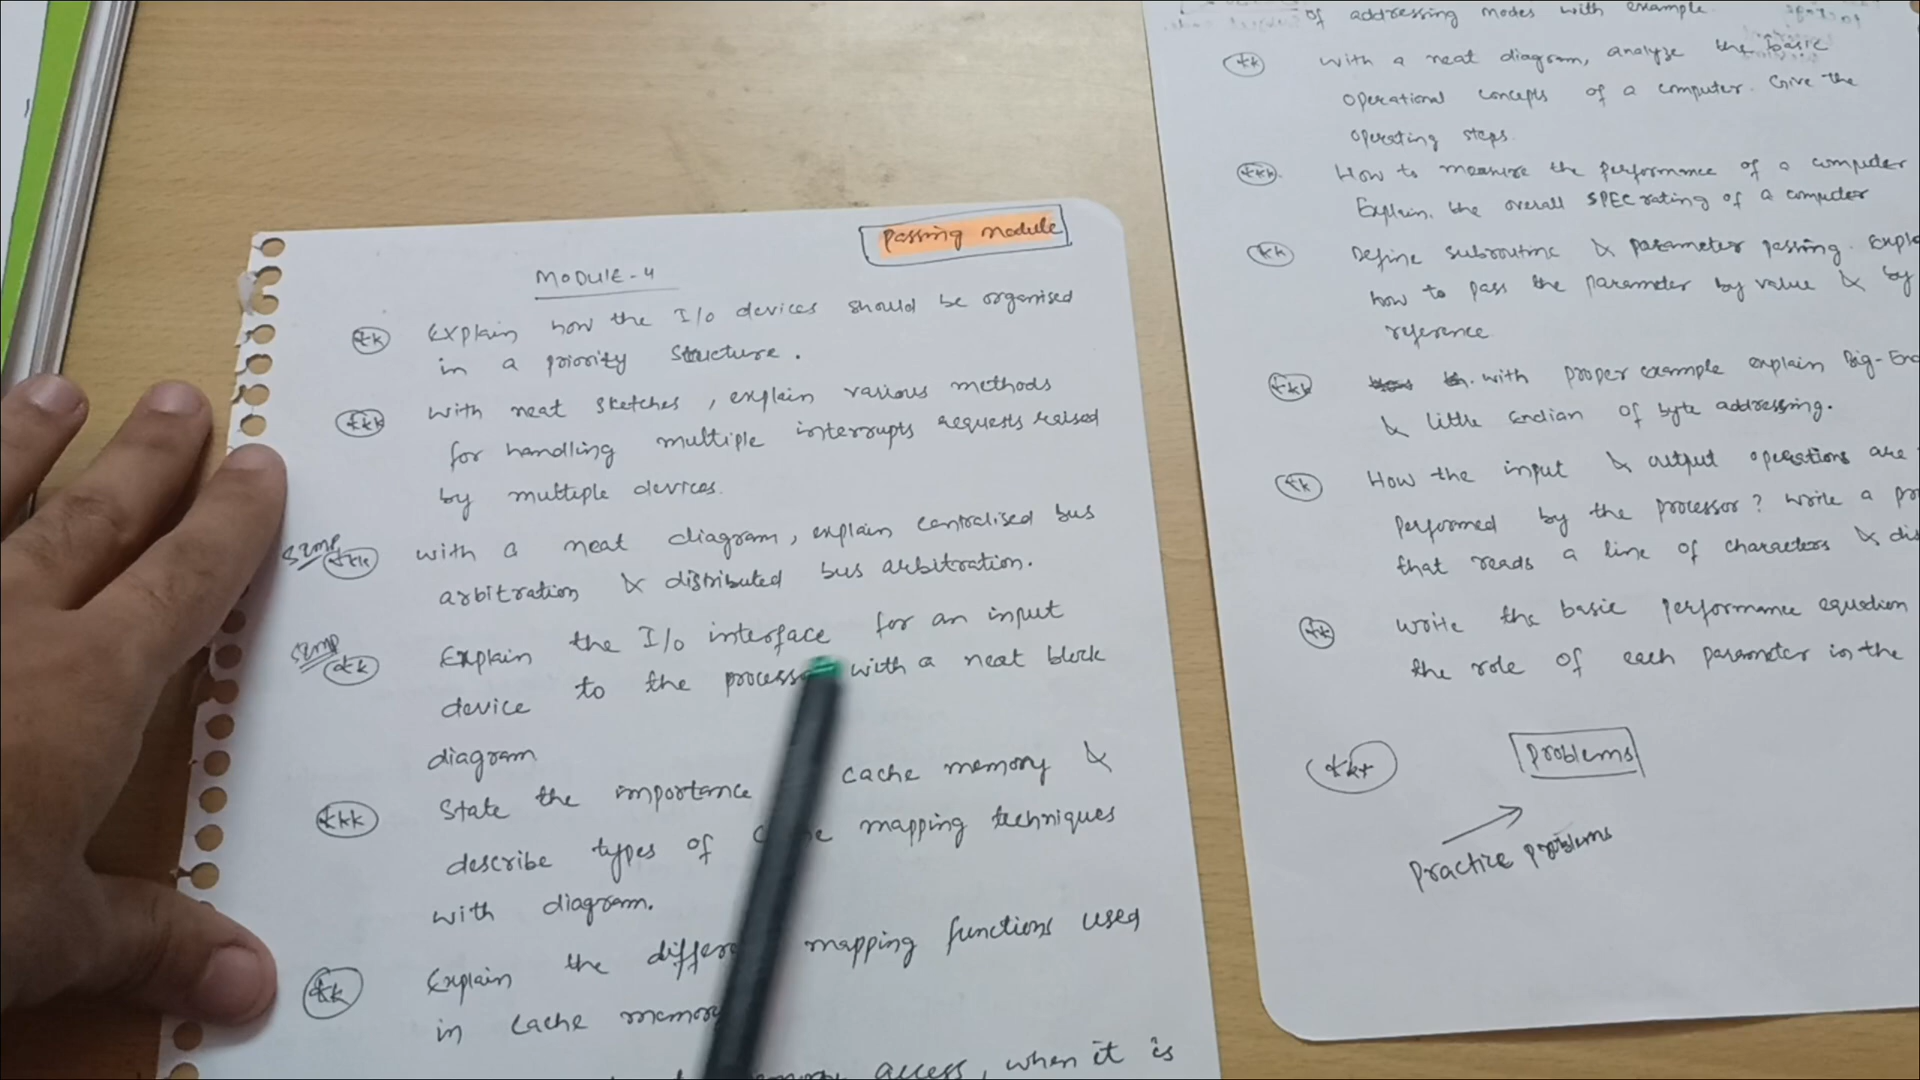 Passing Module
MODULE-4
Explain how the I/O devices should be organised
in a priority structure.
with neat sketches, explain various methods
for handling multiple interrupts requests raised
by multiple devices.
with a neat diagram, explain centralised bus
arbitration & distributed bus arbitration.
Explain the I/O interface for an input
device to the with a neat block
diagram
State the importance cache memory &
describe types of mapping techniques
with diagram.
Explain the mapping functions used
in cache
access, when it is
of addressing modes with example.
with a neat diagram, analyze the basic
operational concepts of a computer. Give the
operating steps.
How to measure the performance of a computer
Explain. the overall SPEC rating of a computer
Define subroutine & parameter passing.
how to pass the parameter by value & by
reference
with proper example explain
& little Endian of byte addressing.
How the input & output operations are
performed by the processor? write a
that reads a line of characters &
write the basic performance equation
the role of each parameter in the
Problems
Practice problems